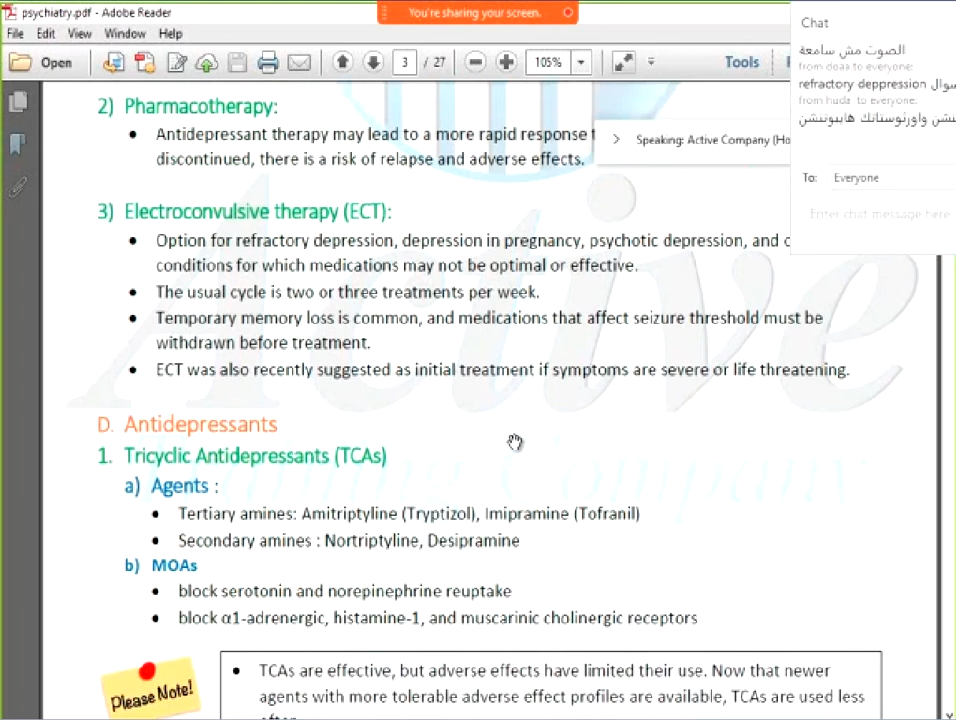 psychiatry.pdf - Adobe Reader
You're sharing your screen.
File Edit View Window Help
Open
3 / 27
105%
Tools
Chat
الصوت مش سامعة
from doaa to everyone:
refractory deppression سوال
from huda to everyone:
واورثوستاتك هايبوتنشن
Speaking: Active Company (Ho
To: Everyone
Enter chat message here
2) Pharmacotherapy:
• Antidepressant therapy may lead to a more rapid response
discontinued, there is a risk of relapse and adverse effects.
3) Electroconvulsive therapy (ECT):
• Option for refractory depression, depression in pregnancy, psychotic depression, and
conditions for which medications may not be optimal or effective.
• The usual cycle is two or three treatments per week.
• Temporary memory loss is common, and medications that affect seizure threshold must be
withdrawn before treatment.
• ECT was also recently suggested as initial treatment if symptoms are severe or life threatening.
D. Antidepressants
1. Tricyclic Antidepressants (TCAs)
a) Agents :
• Tertiary amines: Amitriptyline (Tryptizol), Imipramine (Tofranil)
• Secondary amines : Nortriptyline, Desipramine
b) MOAs
• block serotonin and norepinephrine reuptake
• block α1-adrenergic, histamine-1, and muscarinic cholinergic receptors
Please Note!
• TCAs are effective, but adverse effects have limited their use. Now that newer
agents with more tolerable adverse effect profiles are available, TCAs are used less
Active
Training Company